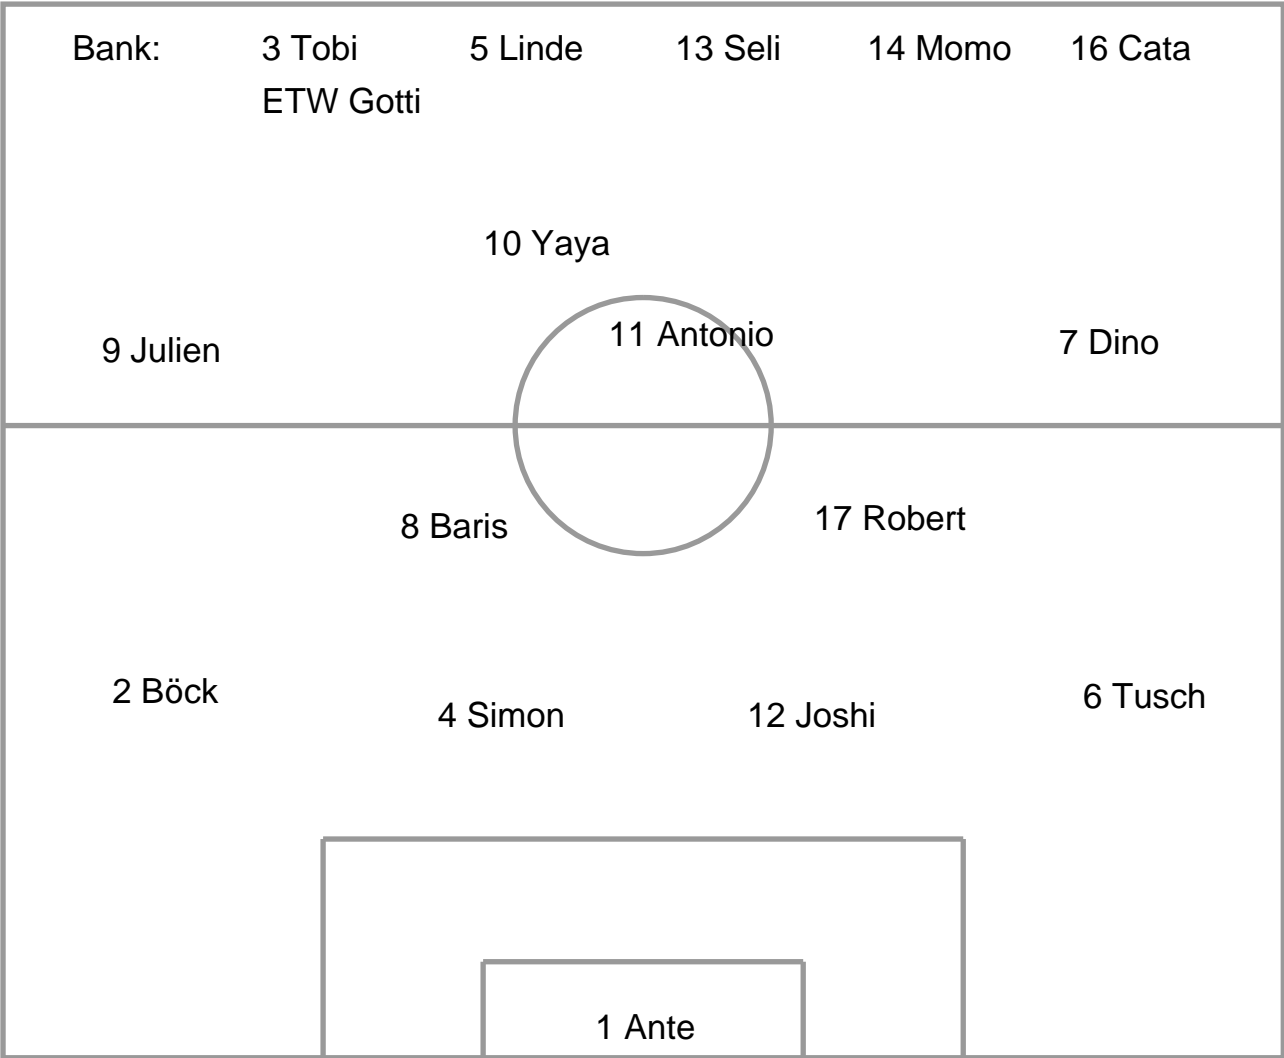 Bank: 3 Tobi 5 Linde 13 Seli 14 Momo 16 Cata
ETW Gotti
10 Yaya
11 Antonio
9 Julien 7 Dino
8 Baris 17 Robert
2 Böck 4 Simon 12 Joshi 6 Tusch
1 Ante